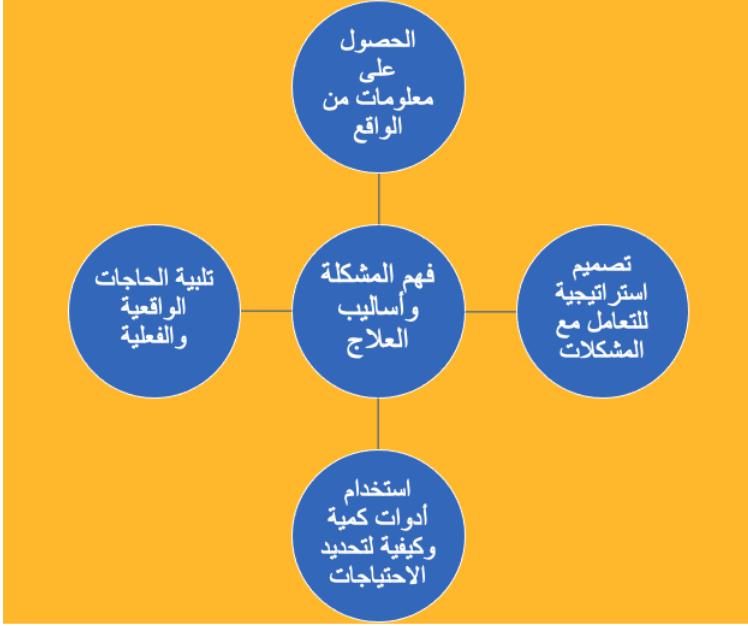 الحصول
على
معلومات من
الواقع
تصميم
استراتيجية
للتعامل مع
المشكلات
فهم المشكلة
وأساليب
العلاج
تلبية الحاجات
الواقعية
والفعلية
استخدام
أدوات كمية
وكيفية لتحديد
الاحتياجات